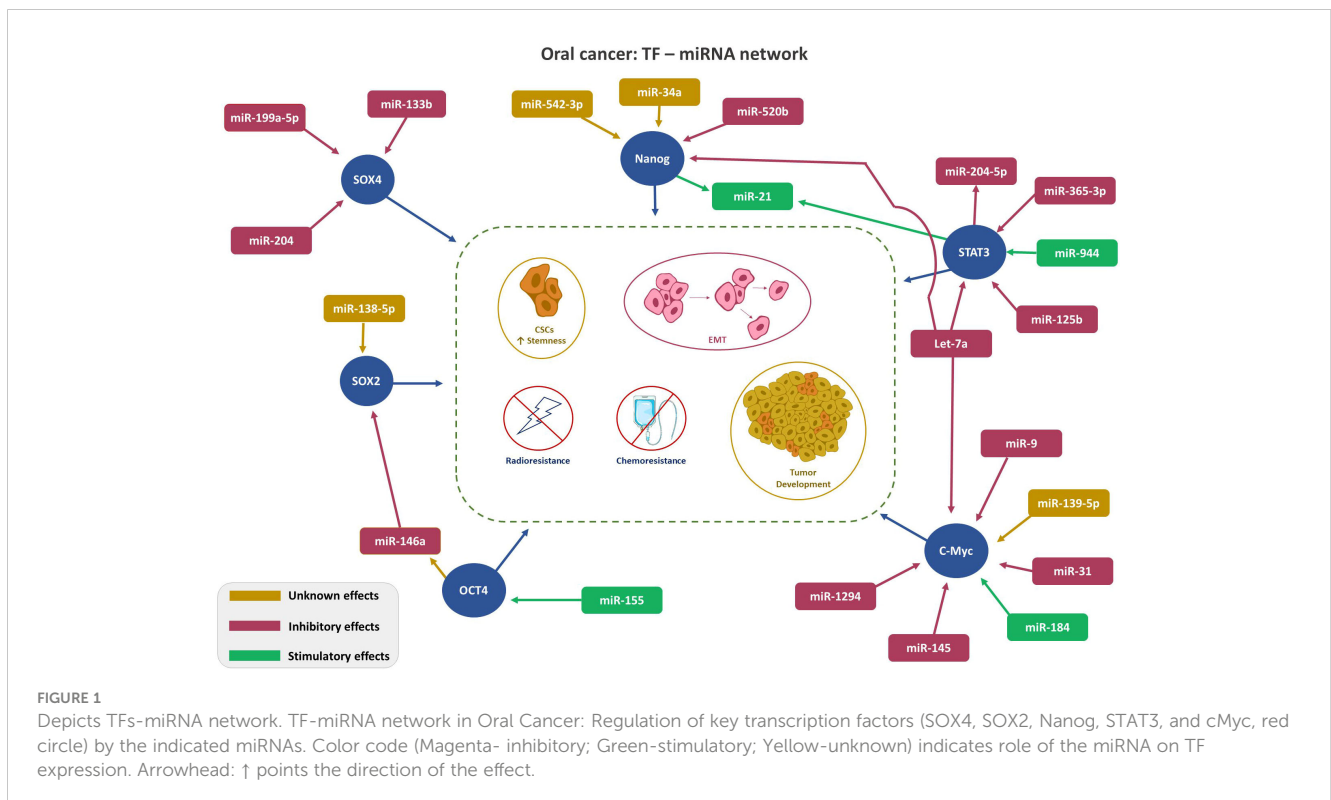 Oral cancer: TF – miRNA network
miR-199a-5p
miR-133b
SOX4
miR-204
miR-542-3p
miR-34a
miR-520b
Nanog
miR-21
miR-204-5p
miR-365-3p
STAT3
miR-944
miR-125b
Let-7a
miR-138-5p
SOX2
CSCs
↑ Stemness
EMT
Radioresistance
Chemoresistance
Tumor
Development
miR-9
miR-139-5p
C-Myc
miR-31
miR-1294
miR-184
miR-145
miR-146a
OCT4
miR-155
Unknown effects
Inhibitory effects
Stimulatory effects
FIGURE 1
Depicts TFs-miRNA network. TF-miRNA network in Oral Cancer: Regulation of key transcription factors (SOX4, SOX2, Nanog, STAT3, and cMyc, red
circle) by the indicated miRNAs. Color code (Magenta- inhibitory; Green-stimulatory; Yellow-unknown) indicates role of the miRNA on TF
expression. Arrowhead: ↑ points the direction of the effect.